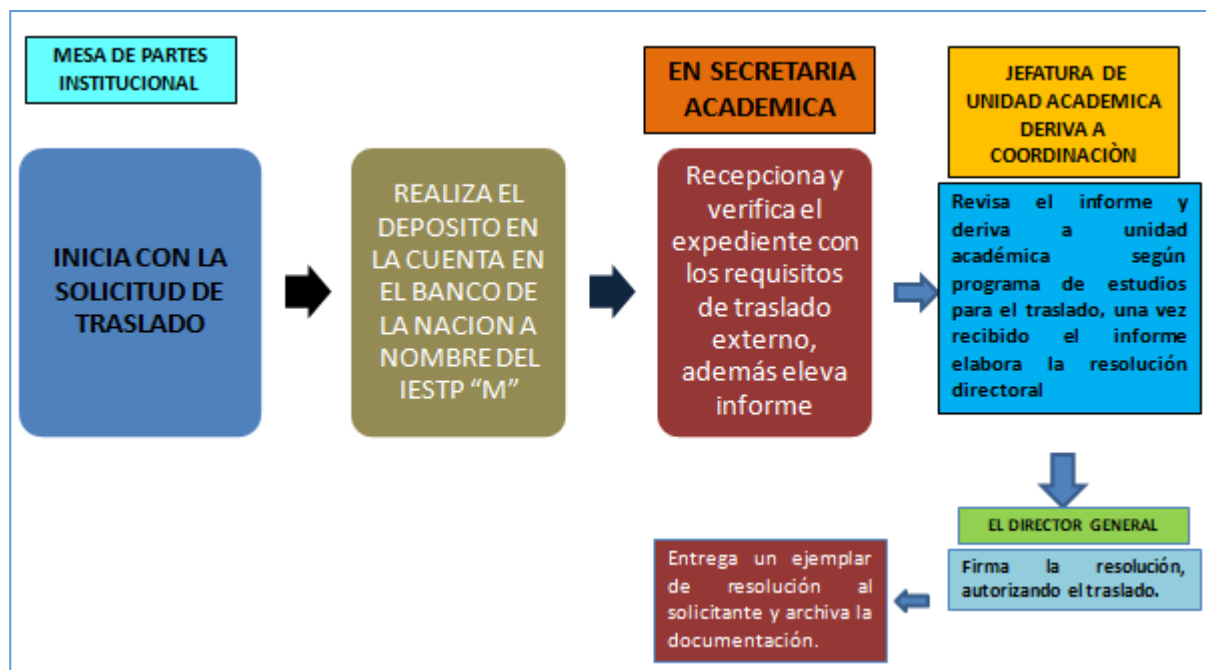 MESA DE PARTES
INSTITUCIONAL
INICIA CON LA
SOLICITUD DE
TRASLADO
REALIZA EL
DEPOSITO EN
LA CUENTA EN
EL BANCO DE
LA NACION A
NOMBRE DEL
IESTP “M”
EN SECRETARIA
ACADEMICA
Recepciona y
verifica el
expediente con
los requisitos
de traslado
externo,
además eleva
informe
JEFATURA DE
UNIDAD ACADEMICA
DERIVA A
COORDINACIÒN
Revisa el informe y
deriva a unidad
académica según
programa de estudios
para el traslado, una vez
recibido el informe
elabora la resolución
directoral
EL DIRECTOR GENERAL
Firma la resolución,
autorizando el traslado.
Entrega un ejemplar
de resolución al
solicitante y archiva la
documentación.